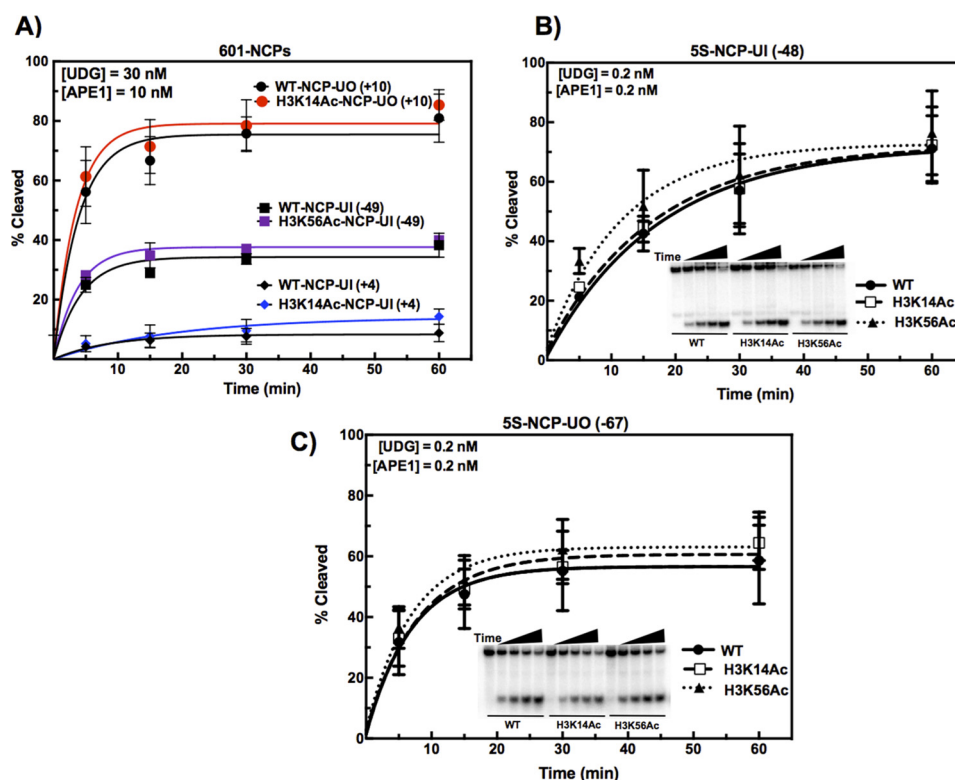 A)
601-NCPs
[UDG] = 30 nM
[APE1] = 10 nM
WT-NCP-UO (+10)
H3K14Ac-NCP-UO (+10)
WT-NCP-UI (-49)
H3K56Ac-NCP-UI (-49)
WT-NCP-UI (+4)
H3K14Ac-NCP-UI (+4)
% Cleaved
100
80
60
40
20
0 10 20 30 40 50 60
Time (min)
B)
5S-NCP-UI (-48)
[UDG] = 0.2 nM
[APE1] = 0.2 nM
% Cleaved
100
80
60
40
20
Time
WT
H3K14Ac
H3K56Ac
WT
H3K14Ac
H3K56Ac
0 10 20 30 40 50 60
Time (min)
C)
5S-NCP-UO (-67)
[UDG] = 0.2 nM
[APE1] = 0.2 nM
% Cleaved
100
80
60
40
20
Time
WT
H3K14Ac
H3K56Ac
WT
H3K14Ac
H3K56Ac
0 10 20 30 40 50 60
Time (min)